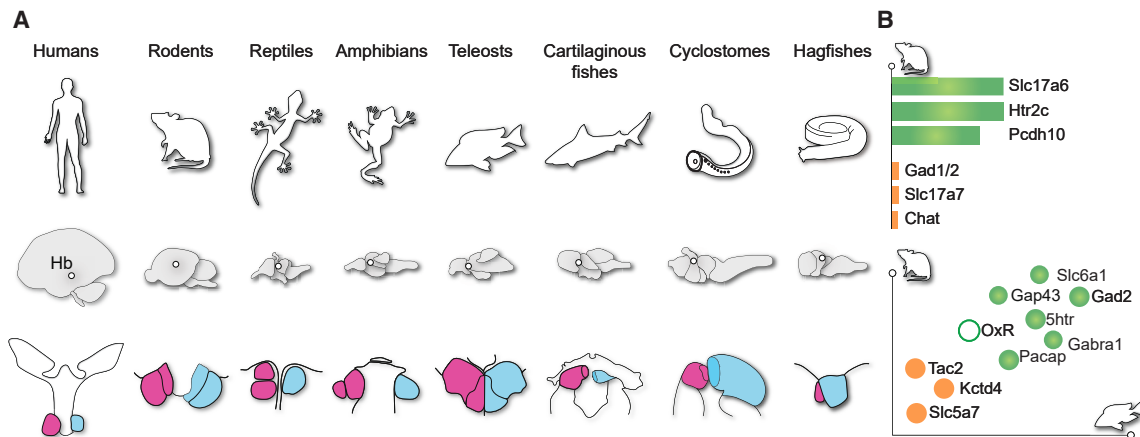 A
B
Humans
Rodents
Reptiles
Amphibians
Teleosts
Cartilaginous
fishes
Cyclostomes
Hagfishes
Hb
Slc17a6
Htr2c
Pcdh10
Gad1/2
Slc17a7
Chat
Slc6a1
Gap43
Gad2
5htr
OxR
Gabra1
Pacap
Tac2
Kctd4
Slc5a7